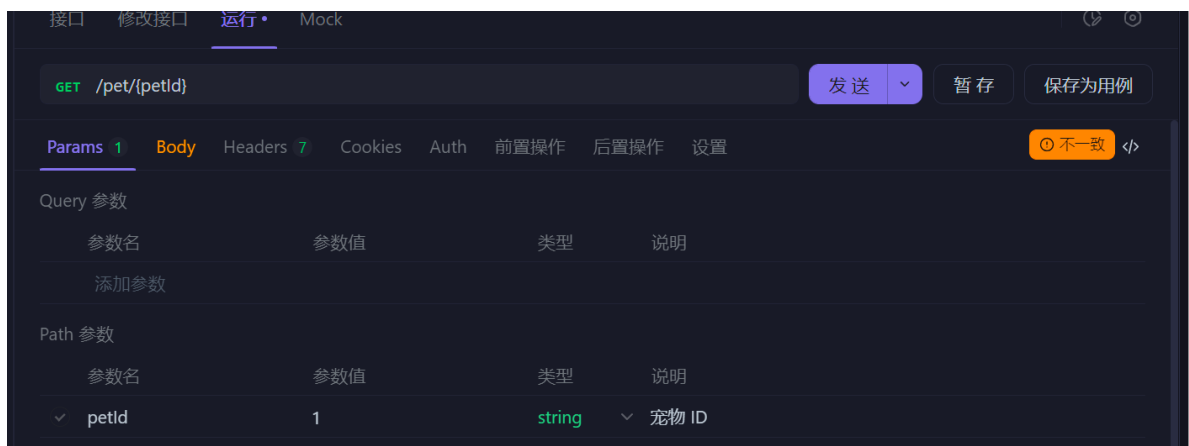 接口 修改接口 运行 • Mock
GET /pet/{petId} 发送 暂存 保存为用例
Params 1 Body Headers 7 Cookies Auth 前置操作 后置操作 设置 不一致 </>
Query 参数
参数名 参数值 类型 说明
添加参数
Path 参数
参数名 参数值 类型 说明
petId 1 string 宠物 ID